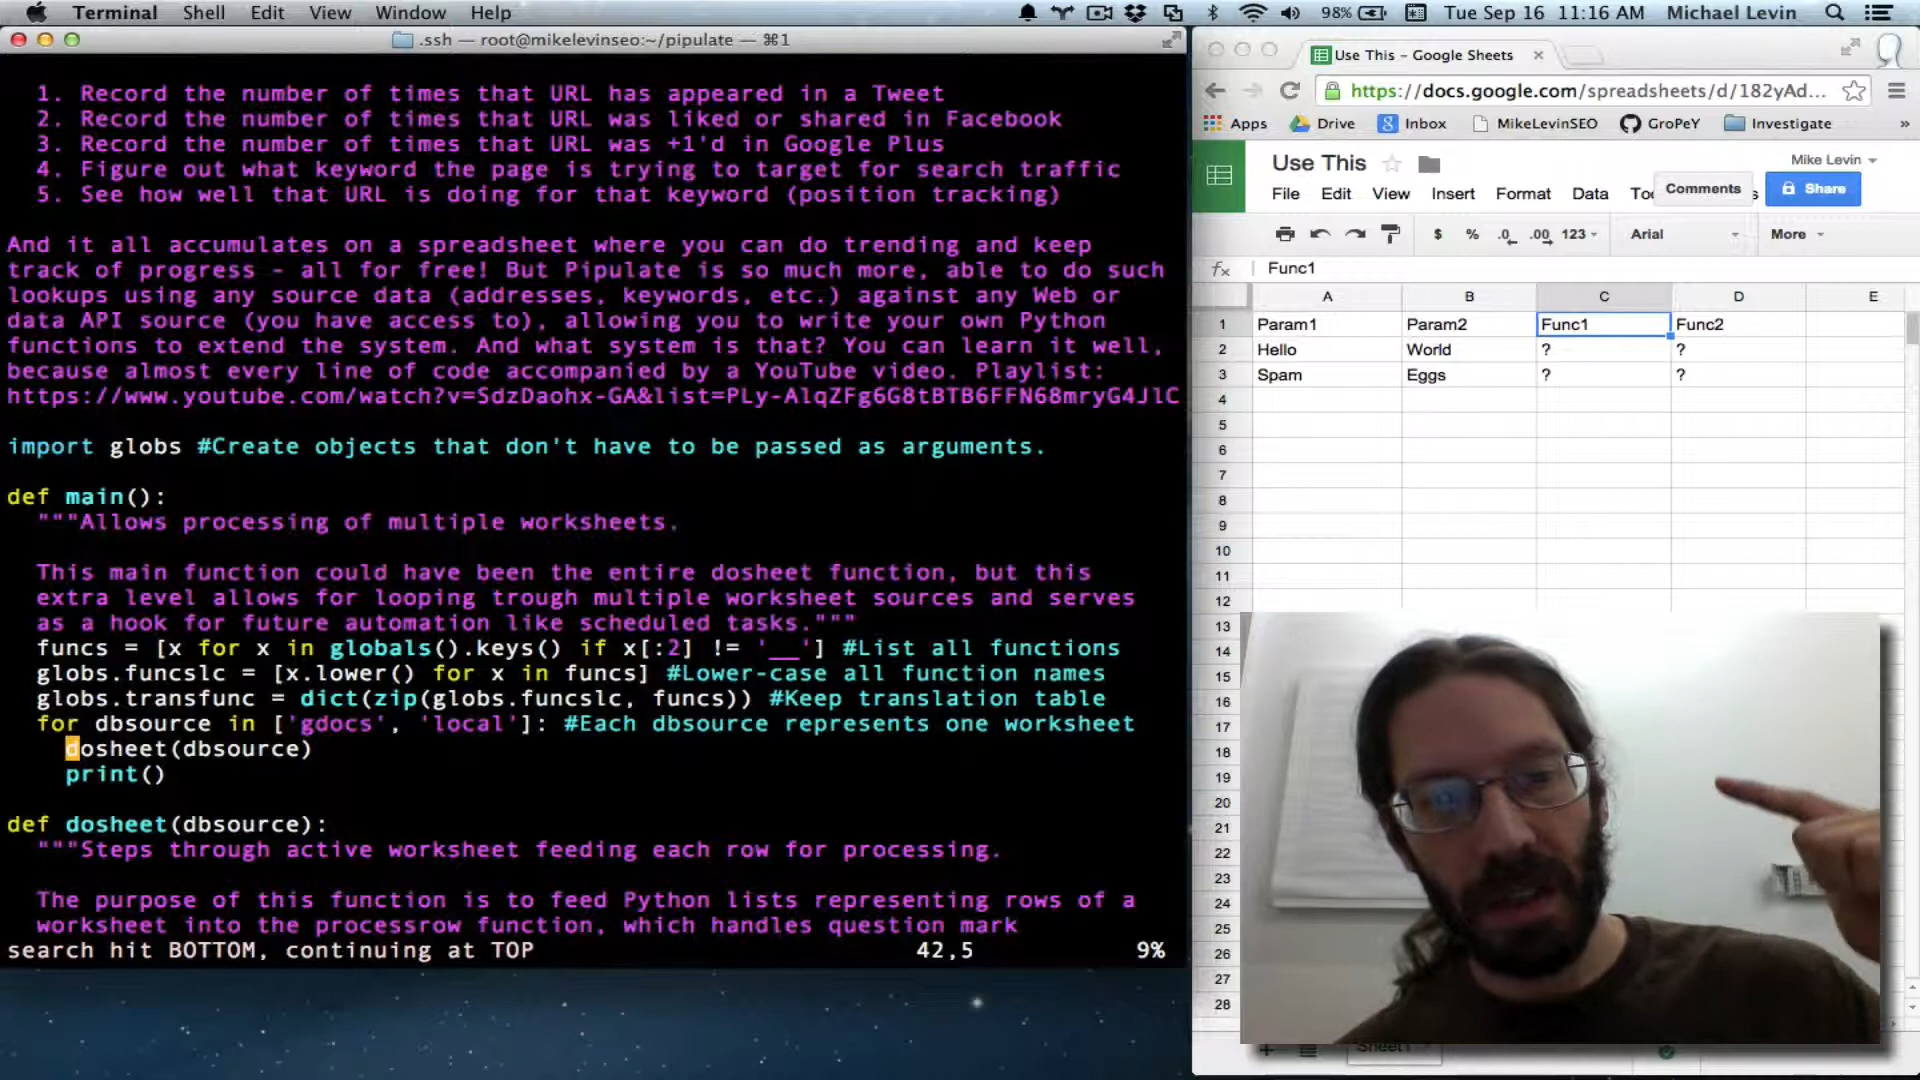 Terminal Shell Edit View Window Help
98% Tue Sep 16 11:16 AM Michael Levin
.ssh — root@mikelevinseo:~/pipulate — ⌘1
1. Record the number of times that URL has appeared in a Tweet
2. Record the number of times that URL was liked or shared in Facebook
3. Record the number of times that URL was +1'd in Google Plus
4. Figure out what keyword the page is trying to target for search traffic
5. See how well that URL is doing for that keyword (position tracking)
And it all accumulates on a spreadsheet where you can do trending and keep
track of progress - all for free! But Pipulate is so much more, able to do such
lookups using any source data (addresses, keywords, etc.) against any Web or
data API source (you have access to), allowing you to write your own Python
functions to extend the system. And what system is that? You can learn it well,
because almost every line of code accompanied by a YouTube video. Playlist:
https://www.youtube.com/watch?v=SdzDaohx-GA&list=PLy-AlqZFg6G8tBTB6FFN68mryG4JlC
import globs #Create objects that don't have to be passed as arguments.
def main():
"""Allows processing of multiple worksheets.
This main function could have been the entire dosheet function, but this
extra level allows for looping trough multiple worksheet sources and serves
as a hook for future automation like scheduled tasks."""
funcs = [x for x in globals().keys() if x[:2] != '__'] #List all functions
globs.funcslc = [x.lower() for x in funcs] #Lower-case all function names
globs.transfunc = dict(zip(globs.funcslc, funcs)) #Keep translation table
for dbsource in ['gdocs', 'local']: #Each dbsource represents one worksheet
dosheet(dbsource)
print()
def dosheet(dbsource):
"""Steps through active worksheet feeding each row for processing.
The purpose of this function is to feed Python lists representing rows of a
worksheet into the processrow function, which handles question mark
search hit BOTTOM, continuing at TOP 42,5 9%
Use This - Google Sheets
https://docs.google.com/spreadsheets/d/182yAd...
Apps Drive Inbox MikeLevinSEO GroPeY Investigate »
Use This
Mike Levin
File Edit View Insert Format Data
Comments
Share
$ % .0 .00 123 Arial More
fx Func1
A B C D E
1 Param1 Param2 Func1 Func2
2 Hello World ? ?
3 Spam Eggs ? ?
4
5
6
7
8
9
10
11
12
13
14
15
16
17
18
19
20
21
22
23
24
25
26
27
28
Sheet1